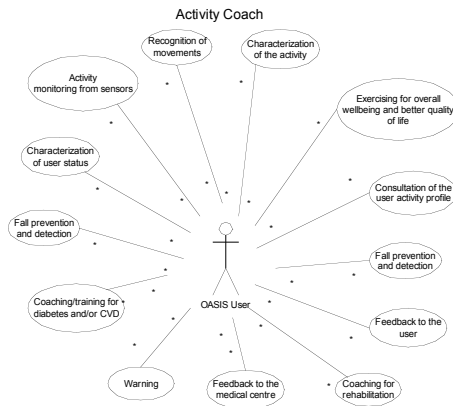 Activity Coach
Recognition of
movements
Characterization
of the activity
Activity
monitoring from
sensors
Exercising for overall
wellbeing and better quality
of life
Characterization
of user status
Consultation of the
user activity profile
Fall prevention
and detection
Fall prevention
and detection
Coaching/training for
diabetes and/or CVD
OASIS User
Feedback to the
user
Warning
Feedback to the
medical centre
Coaching for
rehabilitation